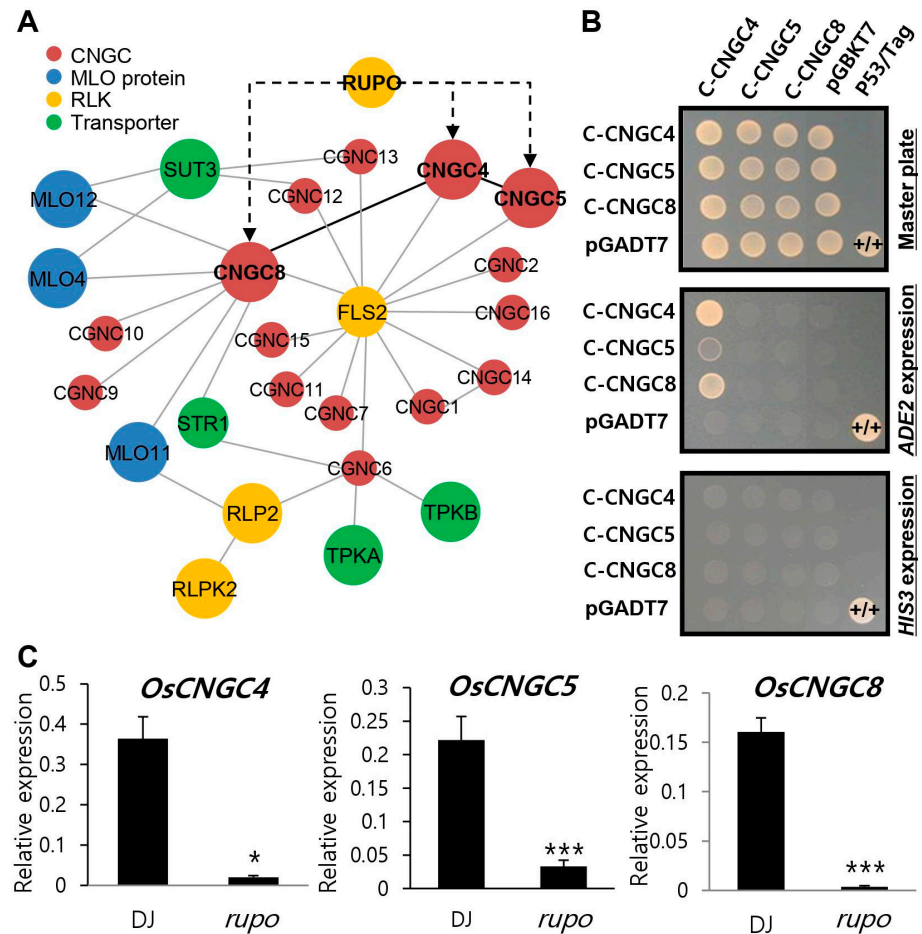 A
CNGC
MLO protein
RLK
Transporter
RUPO
SUT3
CGNC13
CNGC4
MLO12
CGNC12
CNGC5
MLO4
CNGC8
CGNC2
FLS2
CGNC16
CGNC10
CGNC15
CGNC9
CGNC11
CGNC7
CNGC1
CGNC14
STR1
MLO11
CGNC6
RLP2
TPKB
TPKA
RLPK2
B
C-CNGC4
C-CNGC5
C-CNGC8
pGBKT7
P53/Tag
C-CNGC4
C-CNGC5
C-CNGC8
pGADT7
+/+
Master plate
C-CNGC4
C-CNGC5
C-CNGC8
pGADT7
+/+
ADE2 expression
C-CNGC4
C-CNGC5
C-CNGC8
pGADT7
+/+
HIS3 expression
C
OsCNGC4
Relative expression
0.5
0.4
0.3
0.2
0.1
0
*
DJ
rupo
OsCNGC5
Relative expression
0.3
0.25
0.2
0.15
0.1
0.05
0
***
DJ
rupo
OsCNGC8
Relative expression
0.2
0.15
0.1
0.05
0
***
DJ
rupo